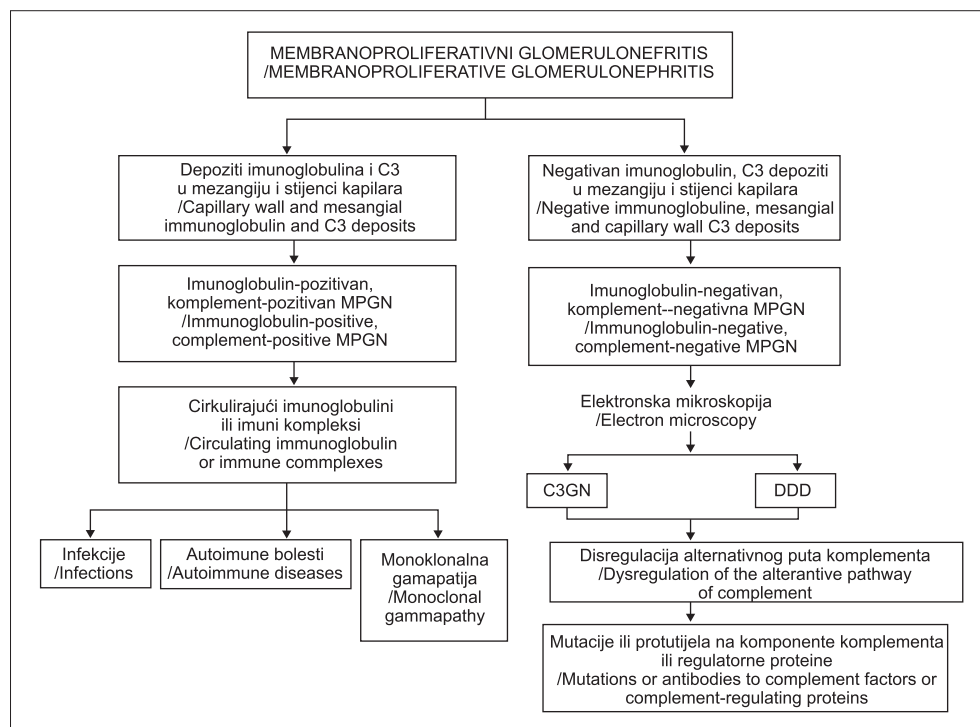 MEMBRANOPROLIFERATIVNI GLOMERULONEFRITIS
/MEMBRANOPROLIFERATIVE GLOMERULONEPHRITIS
Depoziti imunoglobulina i C3
u mezangiju i stijenci kapilara
/Capillary wall and mesangial
immunoglobulin and C3 deposits
Negativan imunoglobulin, C3 depoziti
u mezangiju i stijenci kapilara
/Negative immunoglobuline, mesangial
and capillary wall C3 deposits
Imunoglobulin-pozitivan,
komplement-pozitivan MPGN
/Immunoglobulin-positive,
complement-positive MPGN
Imunoglobulin-negativan,
komplement--negativna MPGN
/Immunoglobulin-negative,
complement-negative MPGN
Cirkulirajući imunoglobulini
ili imuni kompleksi
/Circulating immunoglobulin
or immune commplexes
Elektronska mikroskopija
/Electron microscopy
C3GN
DDD
Infekcije
/Infections
Autoimune bolesti
/Autoimmune diseases
Monoklonalna
gamapatija
/Monoclonal
gammapathy
Disregulacija alternativnog puta komplementa
/Dysregulation of the alterantive pathway
of complement
Mutacije ili protutijela na komponente komplementa
ili regulatorne proteine
/Mutations or antibodies to complement factors or
complement-regulating proteins